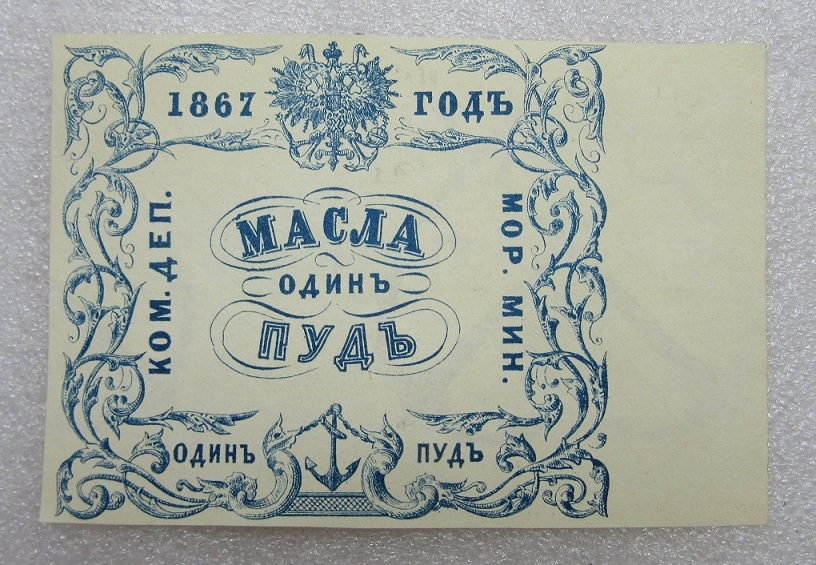 1867 ГОДЪ
КОМ. ДЕП.
МАСЛА
ОДИНЪ
ПУДЪ
МОР. МИН.
ОДИНЪ ПУДЪ